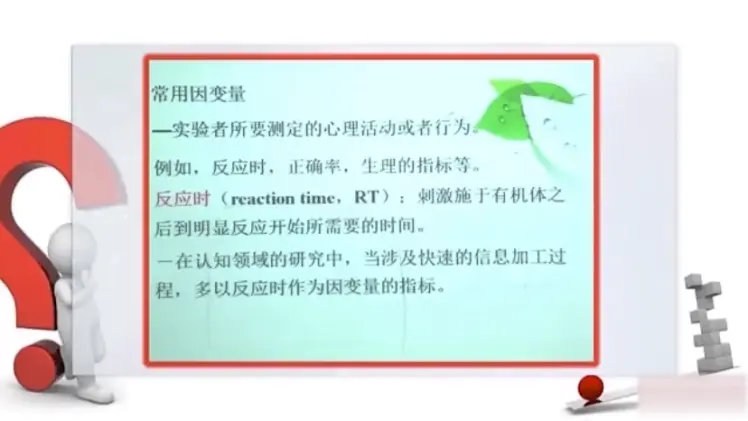 常用因变量
—实验者所要测定的心理活动或者行为。
例如，反应时，正确率，生理的指标等。
反应时（reaction time，RT）：刺激施于有机体之
后到明显反应开始所需要的时间。
－在认知领域的研究中，当涉及快速的信息加工过
程，多以反应时作为因变量的指标。